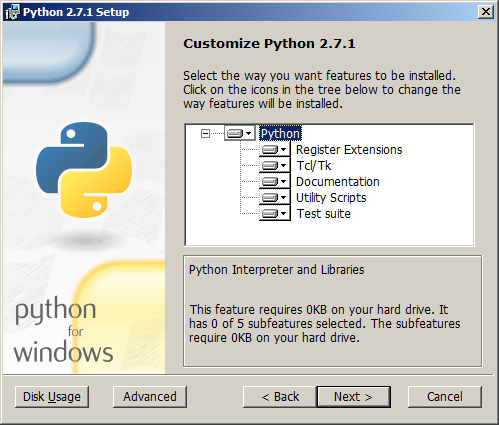 Python 2.7.1 Setup
Customize Python 2.7.1
Select the way you want features to be installed.
Click on the icons in the tree below to change the
way features will be installed.
Python
Register Extensions
Tcl/Tk
Documentation
Utility Scripts
Test suite
Python Interpreter and Libraries
This feature requires 0KB on your hard drive. It
has 0 of 5 subfeatures selected. The subfeatures
require 0KB on your hard drive.
python
for
windows
Disk Usage
Advanced
< Back
Next >
Cancel